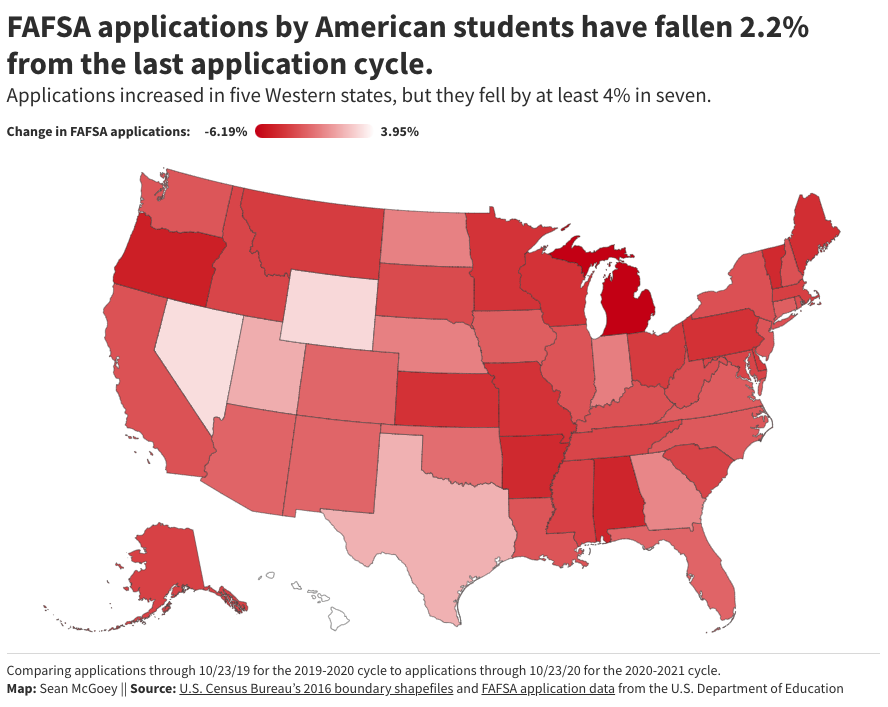 FAFSA applications by American students have fallen 2.2%
from the last application cycle.
Applications increased in five Western states, but they fell by at least 4% in seven.
Change in FAFSA applications: -6.19% 3.95%
Comparing applications through 10/23/19 for the 2019-2020 cycle to applications through 10/23/20 for the 2020-2021 cycle.
Map: Sean McGoey || Source: U.S. Census Bureau's 2016 boundary shapefiles and FAFSA application data from the U.S. Department of Education